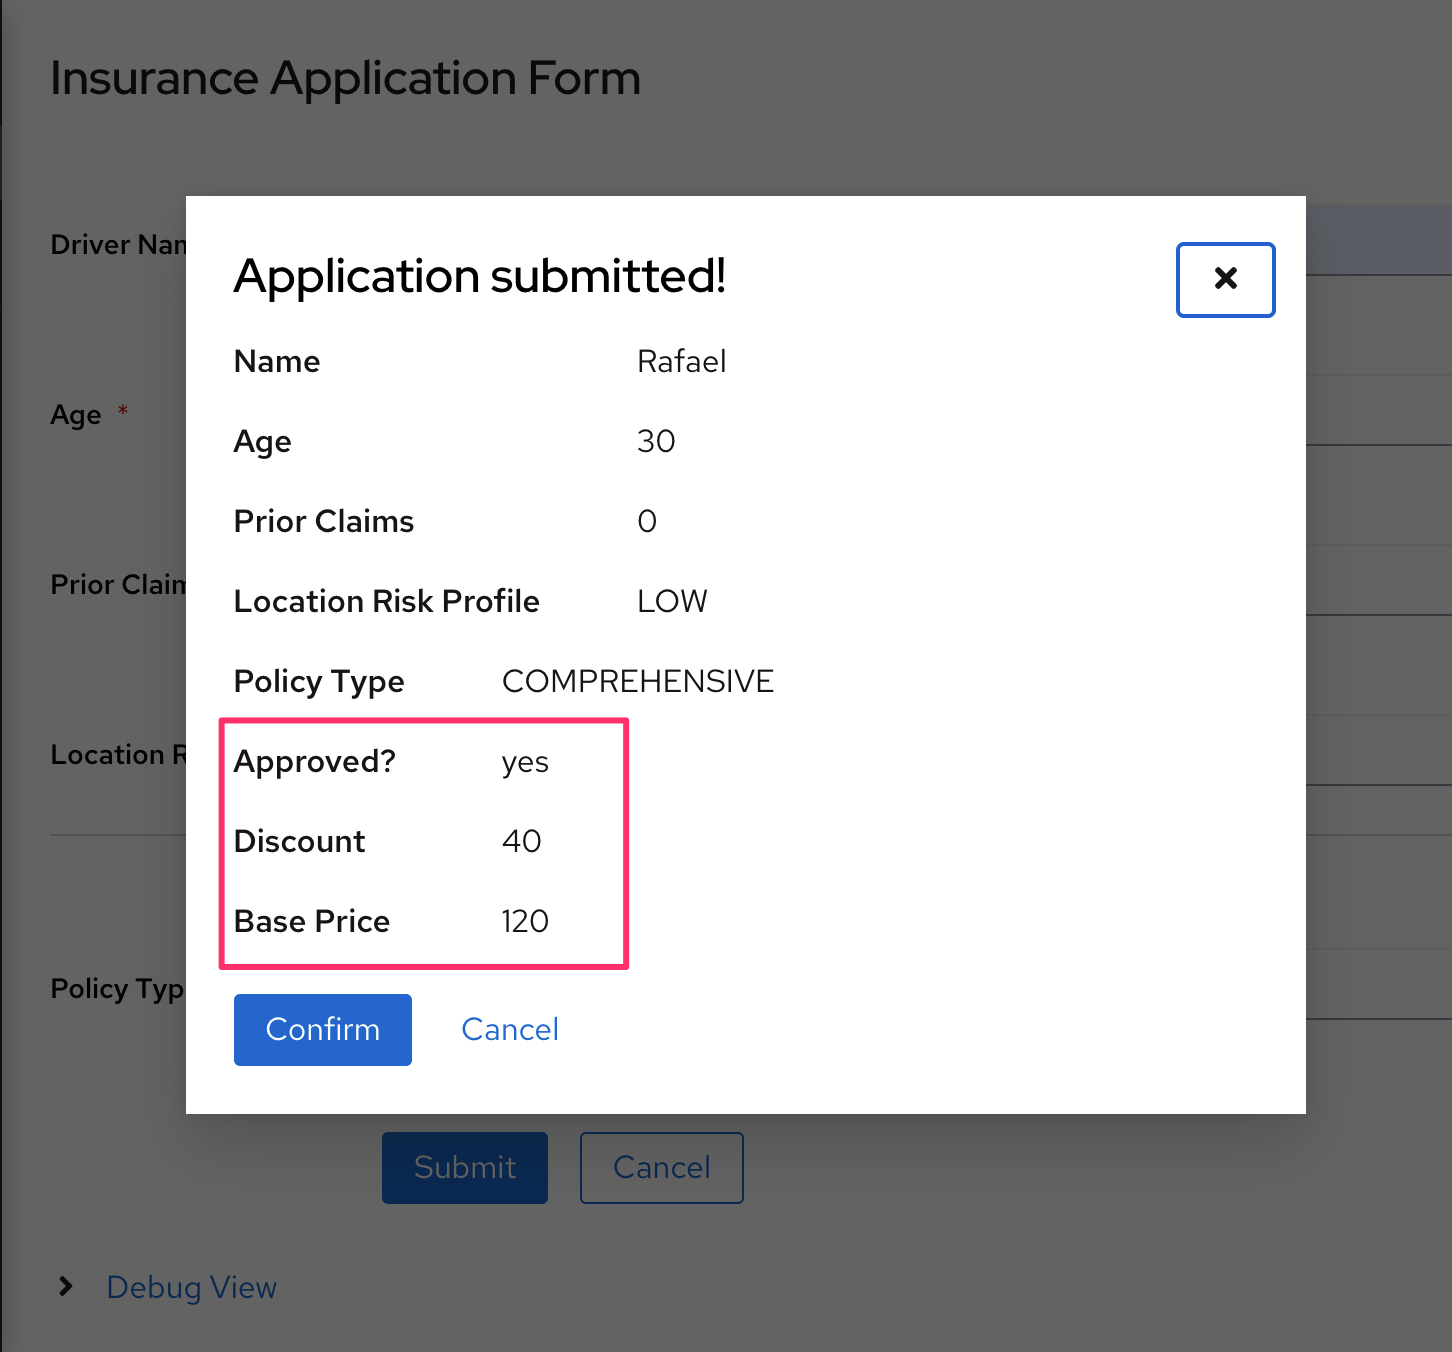 Insurance Application Form
Driver Nan
Application submitted!
Name Rafael
Age *
Age 30
Prior Claims 0
Prior Claim
Location Risk Profile LOW
Policy Type COMPREHENSIVE
Location R
Approved? yes
Discount 40
Base Price 120
Policy Typ
Confirm Cancel
Submit Cancel
Debug View